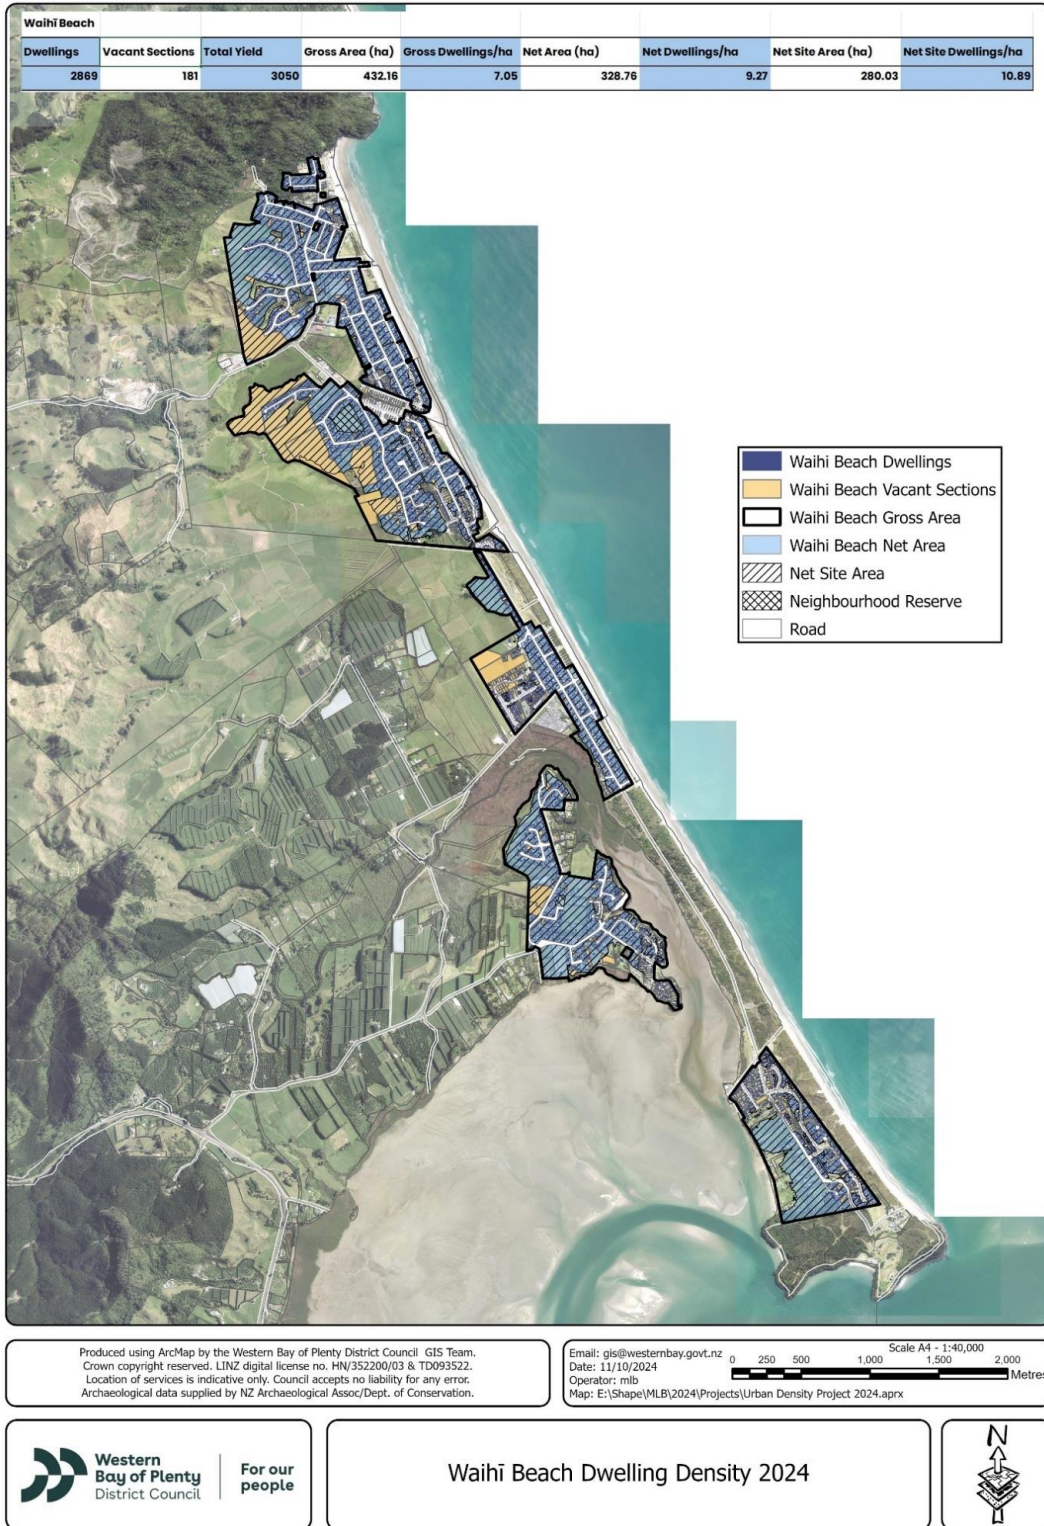 Waihī Beach
Dwellings Vacant Sections Total Yield Gross Area (ha) Gross Dwellings/ha Net Area (ha) Net Dwellings/ha Net Site Area (ha) Net Site Dwellings/ha
2869 181 3050 432.16 7.05 328.76 9.27 280.03 10.89
Waihi Beach Dwellings
Waihi Beach Vacant Sections
Waihi Beach Gross Area
Waihi Beach Net Area
Net Site Area
Neighbourhood Reserve
Road
Produced using ArcMap by the Western Bay of Plenty District Council GIS Team.
Crown copyright reserved. LINZ digital license no. HN/352200/03 & TD093522.
Location of services is indicative only. Council accepts no liability for any error.
Archaeological data supplied by NZ Archaeological Assoc/Dept. of Conservation.
Email: gis@westernbay.govt.nz
Date: 11/10/2024
Operator: mlb
Map: E:\Shape\MLB\2024\Projects\Urban Density Project 2024.aprx
Scale A4 - 1:40,000
0 250 500 1,000 1,500 2,000
Metres
Western
Bay of Plenty
District Council
For our
people
Waihī Beach Dwelling Density 2024
N